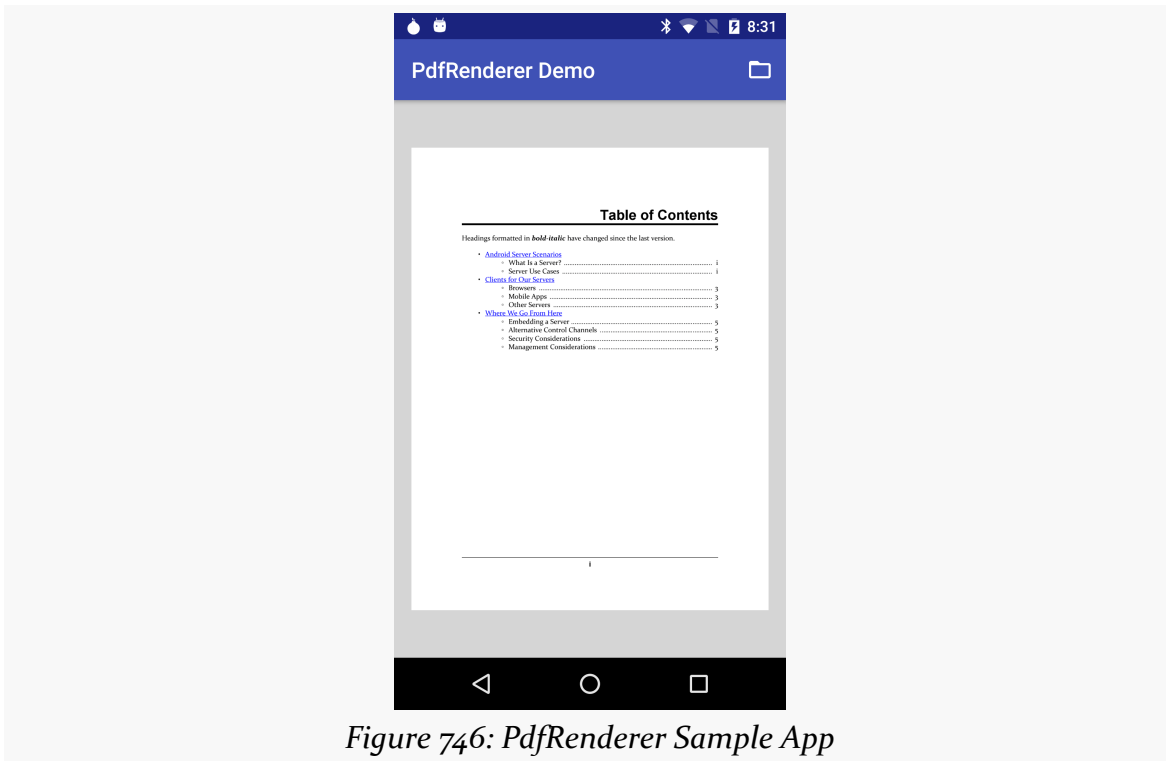 8:31
PdfRenderer Demo
Table of Contents
Headings formatted in bold-italic have changed since the last version.
• Android Server Scenarios
◦ What Is a Server? ........................................................................ i
◦ Server Use Cases ........................................................................ i
• Clients for Our Servers
◦ Browsers ........................................................................ 3
◦ Mobile Apps ........................................................................ 3
◦ Other Servers ........................................................................ 3
• Where We Go From Here
◦ Embedding a Server ........................................................................ 5
◦ Alternative Control Channels ........................................................................ 5
◦ Security Considerations ........................................................................ 5
◦ Management Considerations ........................................................................ 5
i
Figure 746: PdfRenderer Sample App